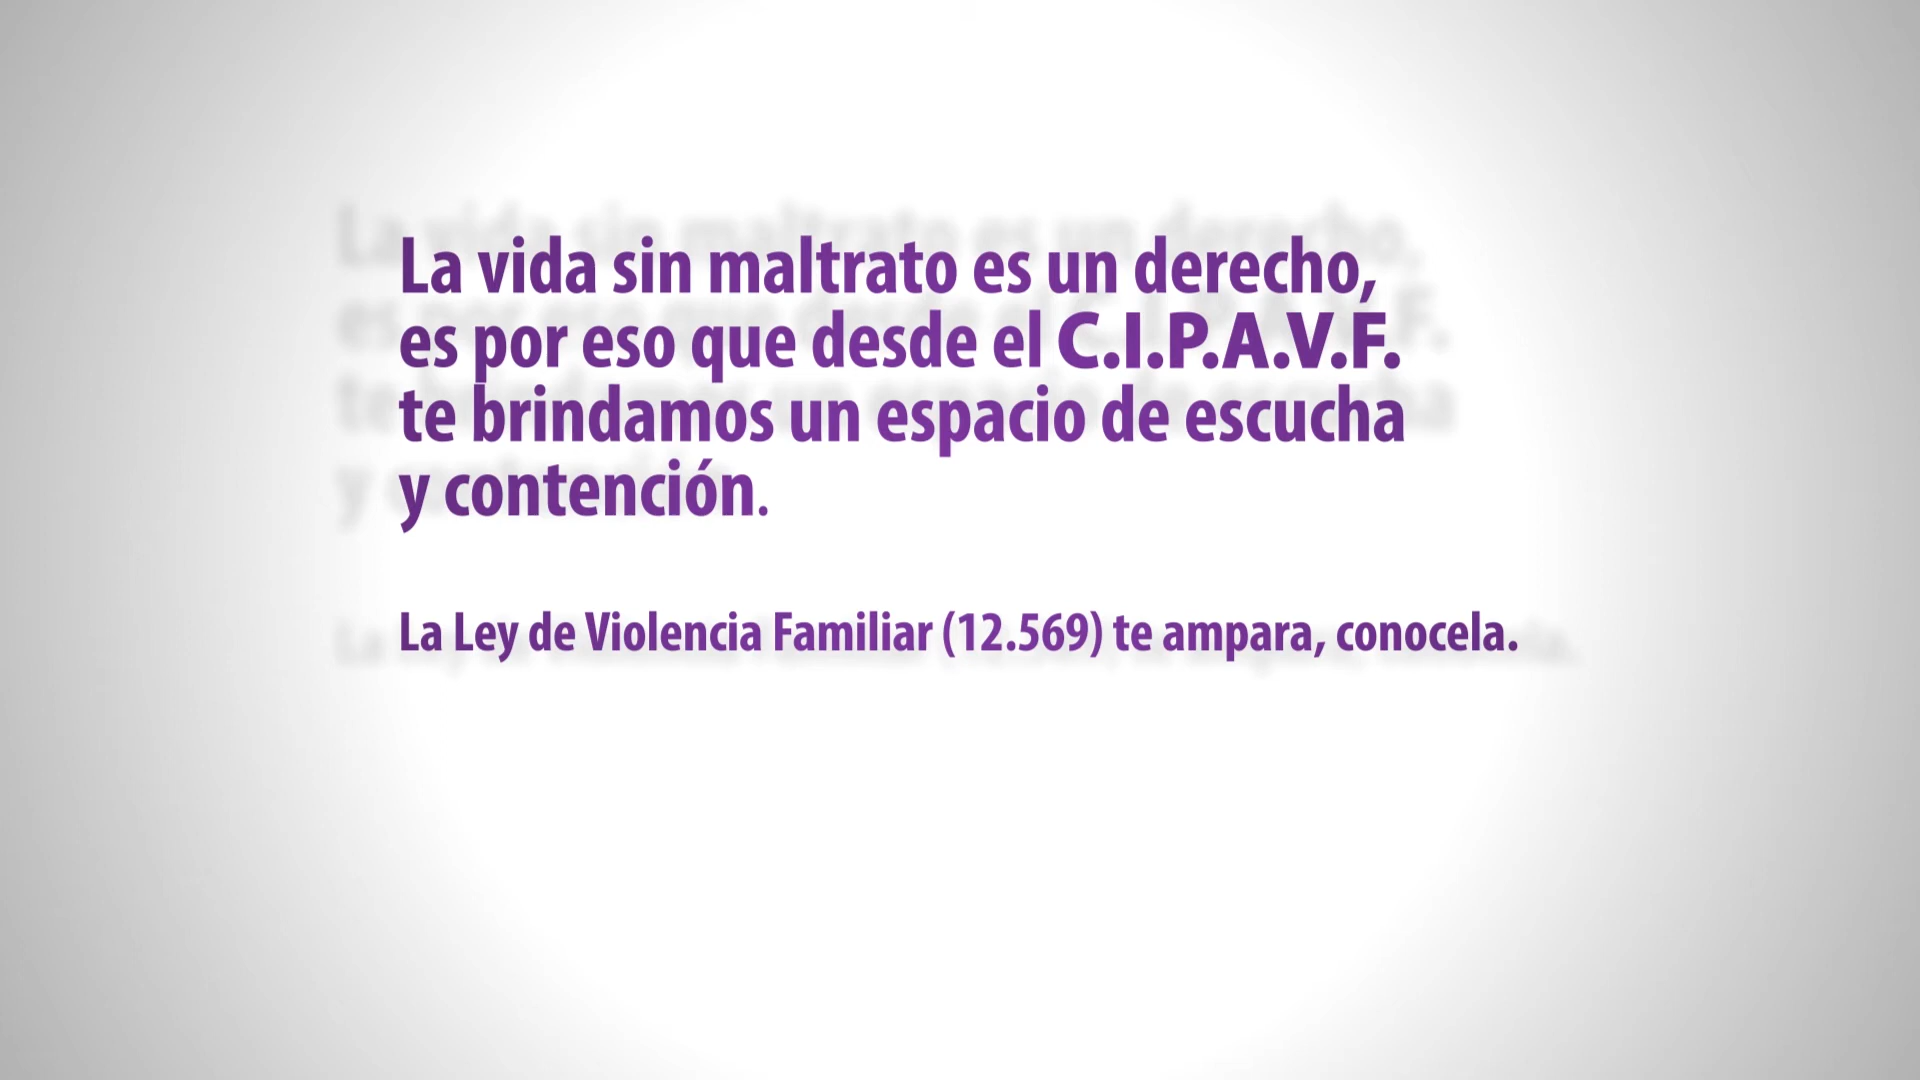 La vida sin maltrato es un derecho,
es por eso que desde el C.I.P.A.V.F.
te brindamos un espacio de escucha
y contención.
La Ley de Violencia Familiar (12.569) te ampara, conocela.